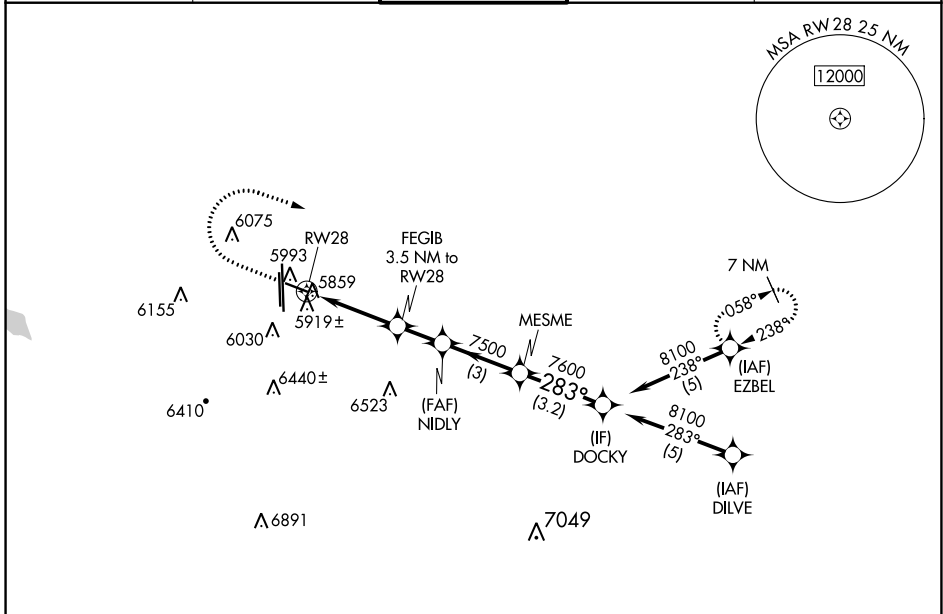 MSA RW 28 25 NM
12000
6075
RW28
FEGIB
3.5 NM to
RW28
5993
5859
7 NM
6155
5919±
058°
238°
6030
MESME
7500
(3)
7600
283°
(3.2)
8100
238°
(5)
(IAF)
EZBEL
6440±
6410
6523
(FAF)
NIDLY
(IF)
DOCKY
8100
283°
(5)
(IAF)
DILVE
6891
7049